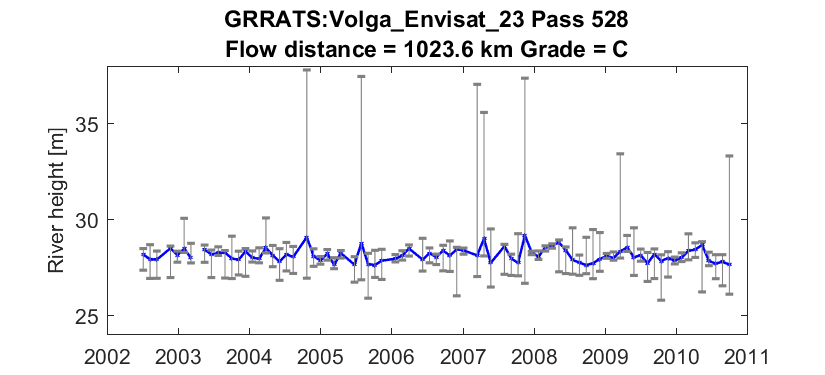 GRRATS:Volga_Envisat_23 Pass 528
Flow distance = 1023.6 km Grade = C
River height [m]
35
30
25
2002 2003 2004 2005 2006 2007 2008 2009 2010 2011